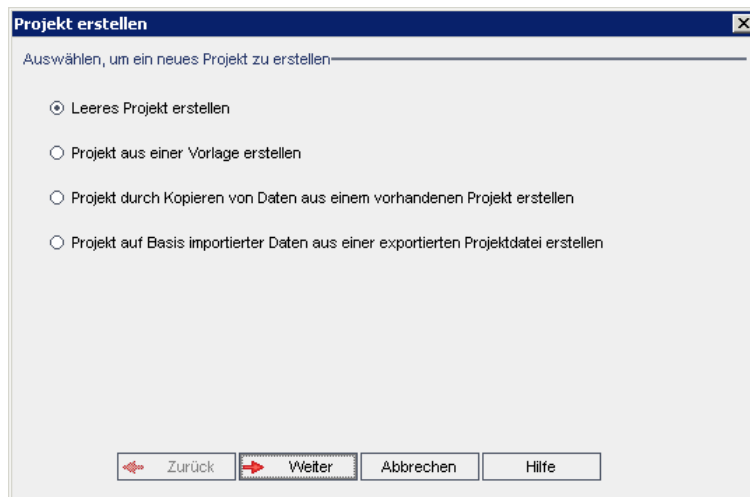 Projekt erstellen
Auswählen, um ein neues Projekt zu erstellen
Leeres Projekt erstellen
Projekt aus einer Vorlage erstellen
Projekt durch Kopieren von Daten aus einem vorhandenen Projekt erstellen
Projekt auf Basis importierter Daten aus einer exportierten Projektdatei erstellen
Zurück Weiter Abbrechen Hilfe